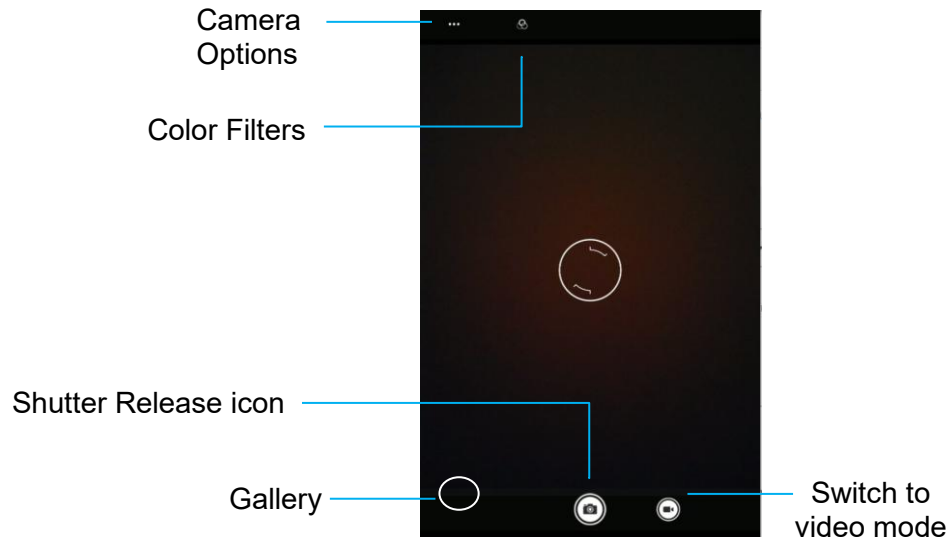 Camera
Options
Color Filters
Shutter Release icon
Gallery
Switch to
video mode